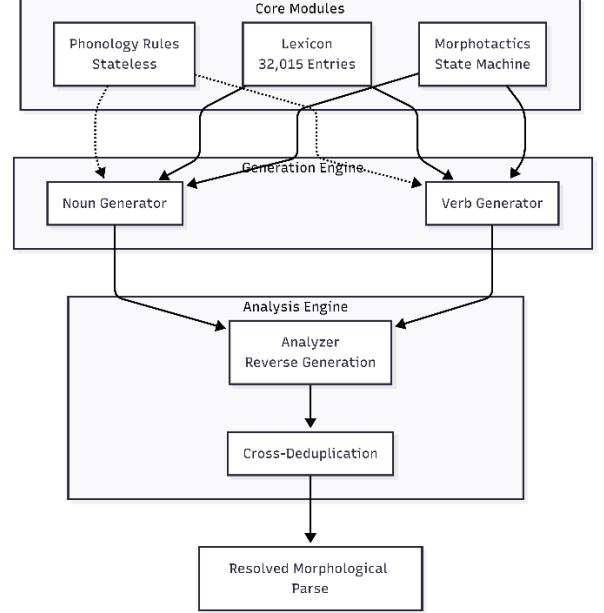 Core Modules
Phonology Rules
Stateless
Lexicon
32,015 Entries
Morphotactics
State Machine
Generation Engine
Noun Generator
Verb Generator
Analysis Engine
Analyzer
Reverse Generation
Cross-Deduplication
Resolved Morphological
Parse